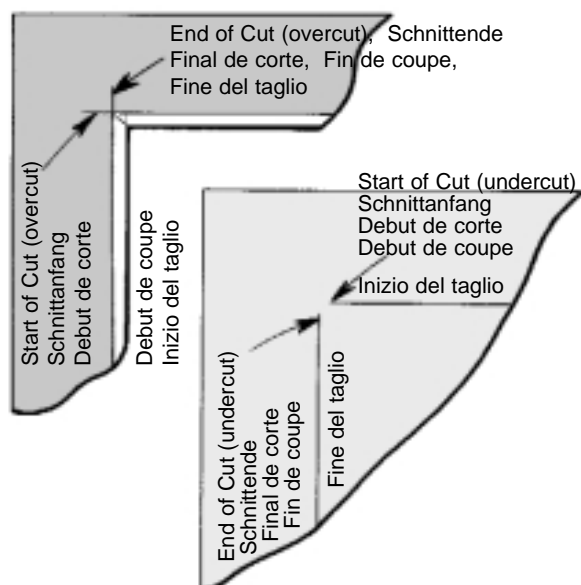 End of Cut (overcut), Schnittende
Final de corte, Fin de coupe,
Fine del taglio
Start of Cut (overcut)
Schnittanfang
Debut de corte
Debut de coupe
Inizio del taglio
Start of Cut (undercut)
Schnittanfang
Debut de corte
Debut de coupe
Inizio del taglio
End of Cut (undercut)
Schnittende
Final de corte
Fin de coupe
Fine del taglio